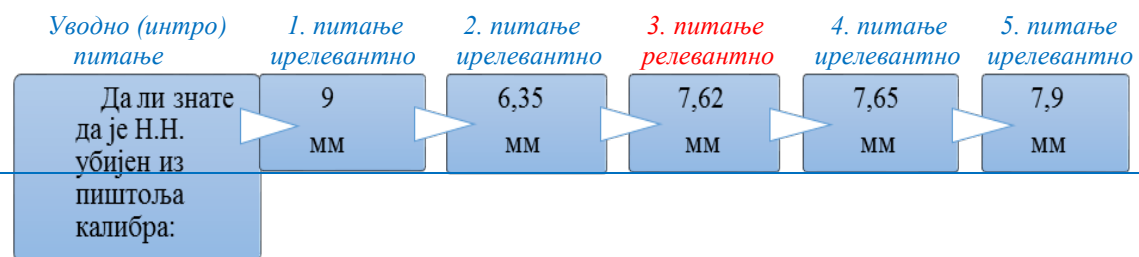 Уводно (интро)
питање
1. питање
ирелевантно
2. питање
ирелевантно
3. питање
релевантно
4. питање
ирелевантно
5. питање
ирелевантно
Да ли знате
да је Н.Н.
убијен из
пиштоља
калибра:
9
мм
6,35
мм
7,62
мм
7,65
мм
7,9
мм